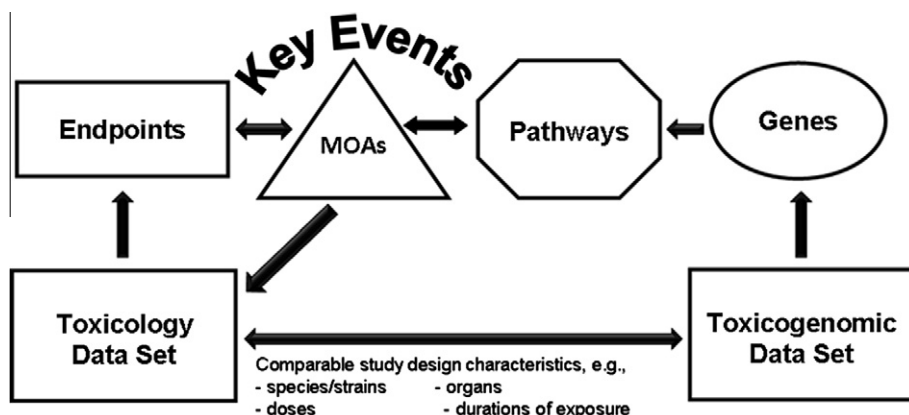 Key Events
Endpoints
MOAs
Pathways
Genes
Toxicology
Data Set
Toxicogenomic
Data Set
Comparable study design characteristics, e.g.,
- species/strains - organs
- doses - durations of exposure